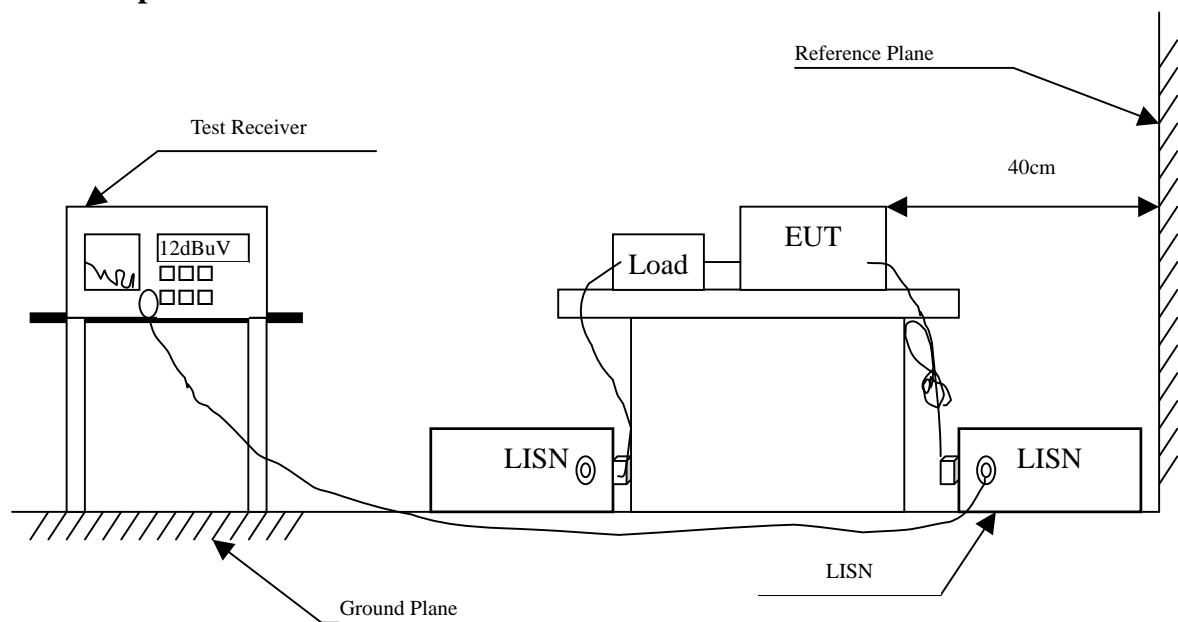 Reference Plane
Test Receiver
40cm
12dBuV
EUT
Load
LISN
LISN
LISN
Ground Plane